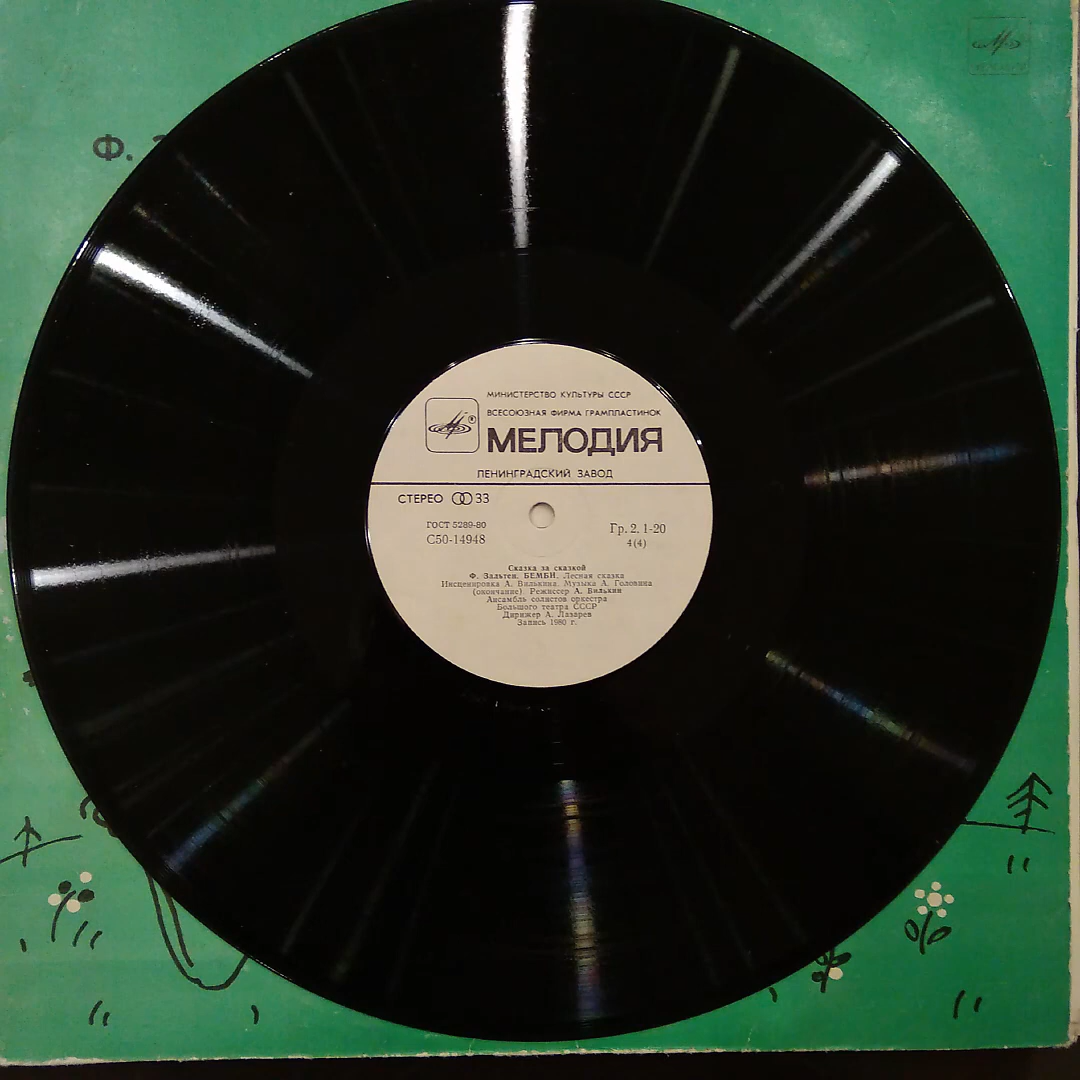 Ф.
МИНИСТЕРСТВО КУЛЬТУРЫ СССР
ВСЕСОЮЗНАЯ ФИРМА ГРАМПЛАСТИНОК
МЕЛОДИЯ
ЛЕНИНГРАДСКИЙ ЗАВОД
СТЕРЕО 33
ГОСТ 5289-80
С50-14948
Гр. 2. 1-20
4(4)
Сказка за сказкой
Ф. Зальтен. БЕМБИ. Лесная сказка
Инсценировка А. Вилькина. Музыка А. Головина
(окончание). Режиссер А. Вилькин
Ансамбль солистов оркестра
Большого театра СССР
Дирижер А. Лазарев
Запись 1980 г.